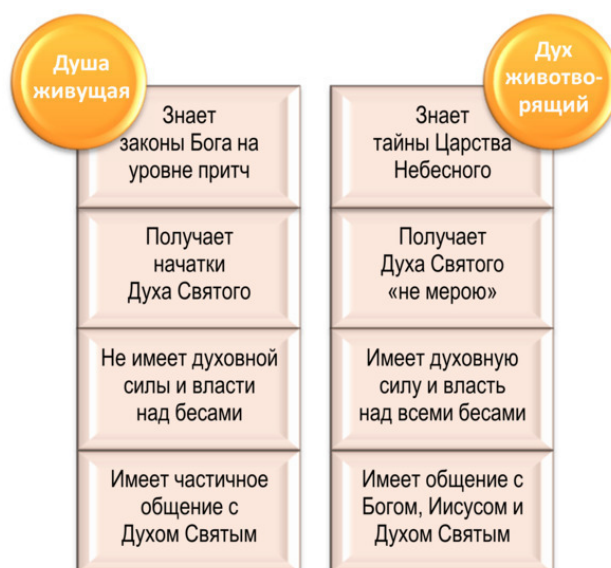 Душа
живущая
Знает
законы Бога на
уровне притч
Получает
начатки
Духа Святого
Не имеет духовной
силы и власти
над бесами
Имеет частичное
общение с
Духом Святым
Дух
животво-
рящий
Знает
тайны Царства
Небесного
Получает
Духа Святого
«не мерою»
Имеет духовную
силу и власть
над всеми бесами
Имеет общение с
Богом, Иисусом и
Духом Святым